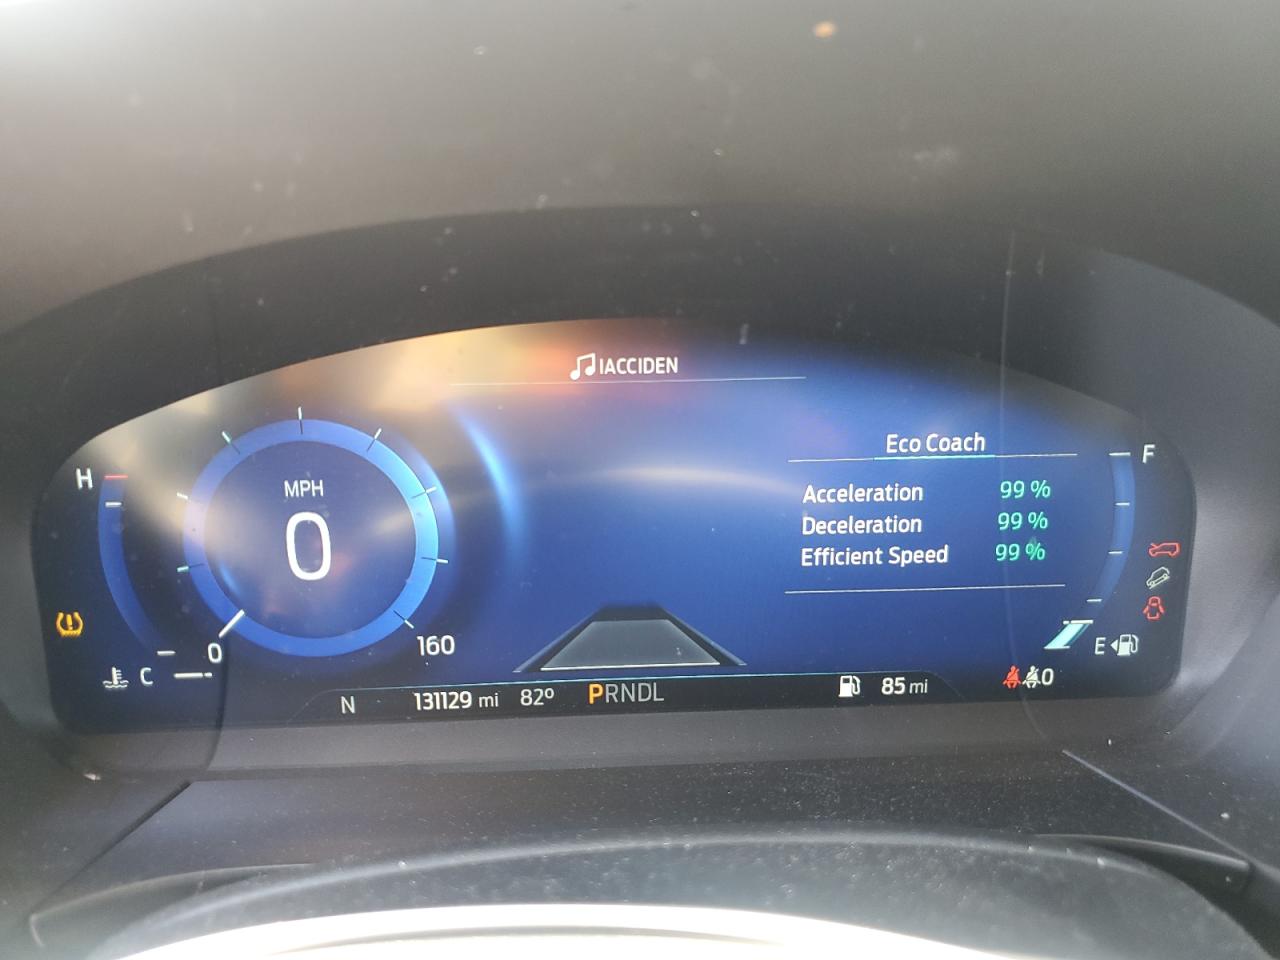 IACCIDEN
Eco Coach
H
F
MPH
Acceleration 99 %
0
Deceleration 99 %
Efficient Speed 99 %
0
160
C
E
N 131129 mi 82º PRNDL 85 mi 0